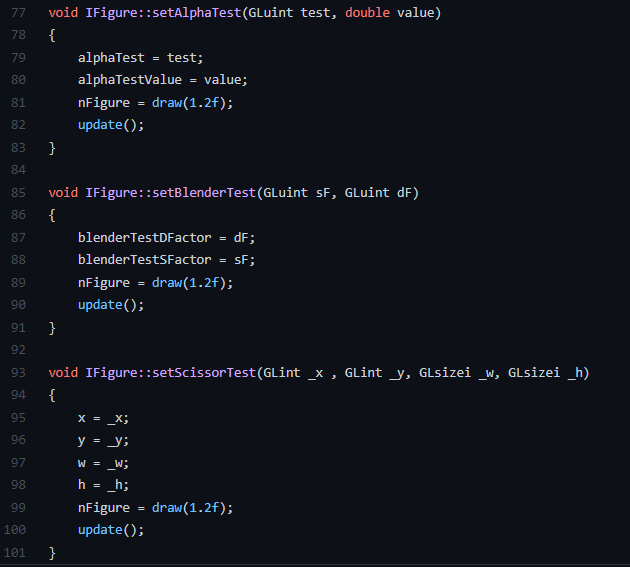 77 void IFigure::setAlphaTest(GLuint test, double value)
78 {
79     alphaTest = test;
80     alphaTestValue = value;
81     nFigure = draw(1.2f);
82     update();
83 }
84
85 void IFigure::setBlenderTest(GLuint sF, GLuint dF)
86 {
87     blenderTestDFactor = dF;
88     blenderTestSFactor = sF;
89     nFigure = draw(1.2f);
90     update();
91 }
92
93 void IFigure::setScissorTest(GLint _x , GLint _y, GLsizei _w, GLsizei _h)
94 {
95     x = _x;
96     y = _y;
97     w = _w;
98     h = _h;
99     nFigure = draw(1.2f);
100     update();
101 }